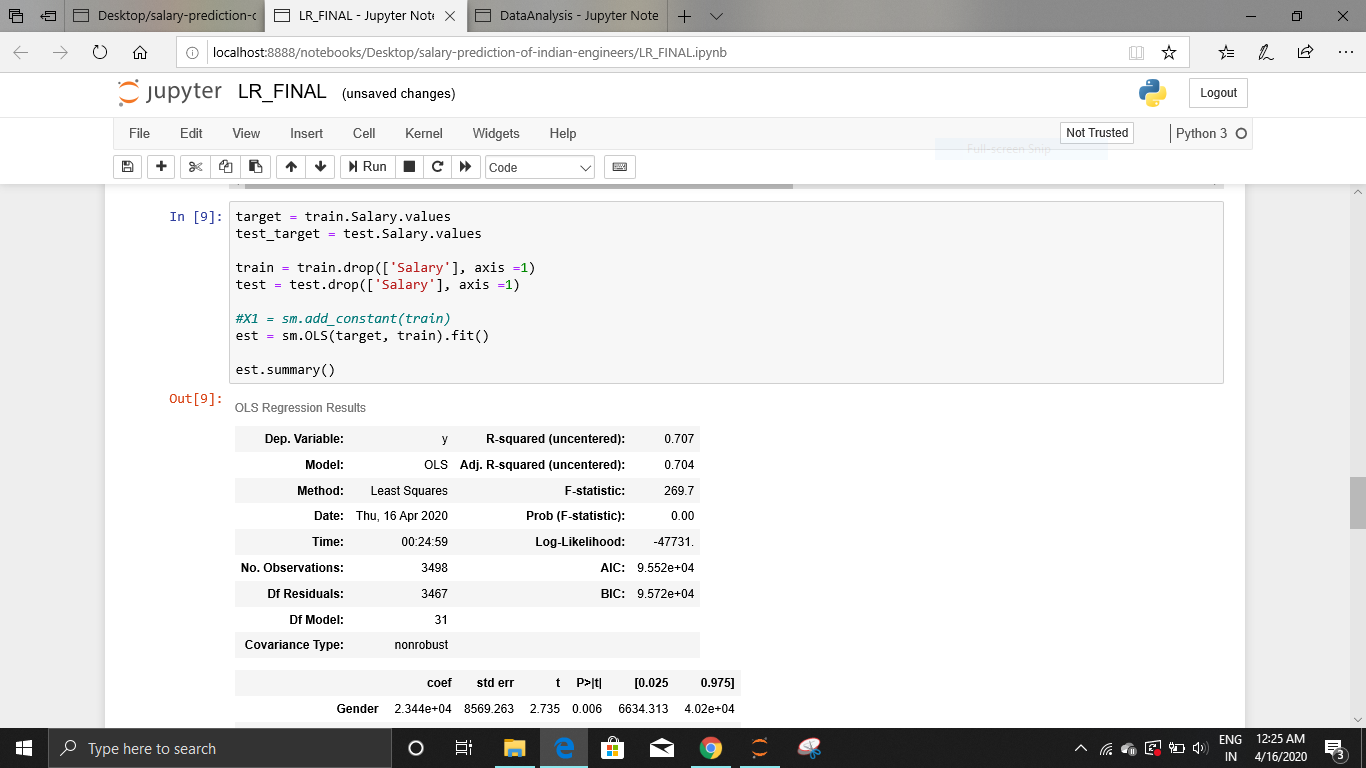 Desktop/salary-prediction-o
LR_FINAL - Jupyter Note
DataAnalysis - Jupyter Note
localhost:8888/notebooks/Desktop/salary-prediction-of-indian-engineers/LR_FINAL.ipynb
jupyter LR_FINAL (unsaved changes)
Logout
File Edit View Insert Cell Kernel Widgets Help
Not Trusted
Python 3
Full-screen Snip
Run
Code
In [9]:
target = train.Salary.values
test_target = test.Salary.values
train = train.drop(['Salary'], axis =1)
test = test.drop(['Salary'], axis =1)
#X1 = sm.add_constant(train)
est = sm.OLS(target, train).fit()
est.summary()
Out[9]:
OLS Regression Results
Dep. Variable: y R-squared (uncentered): 0.707
Model: OLS Adj. R-squared (uncentered): 0.704
Method: Least Squares F-statistic: 269.7
Date: Thu, 16 Apr 2020 Prob (F-statistic): 0.00
Time: 00:24:59 Log-Likelihood: -47731.
No. Observations: 3498 AIC: 9.552e+04
Df Residuals: 3467 BIC: 9.572e+04
Df Model: 31
Covariance Type: nonrobust
coef std err t P>|t| [0.025 0.975]
Gender 2.344e+04 8569.263 2.735 0.006 6634.313 4.02e+04
Type here to search
ENG
IN
12:25 AM
4/16/2020
3